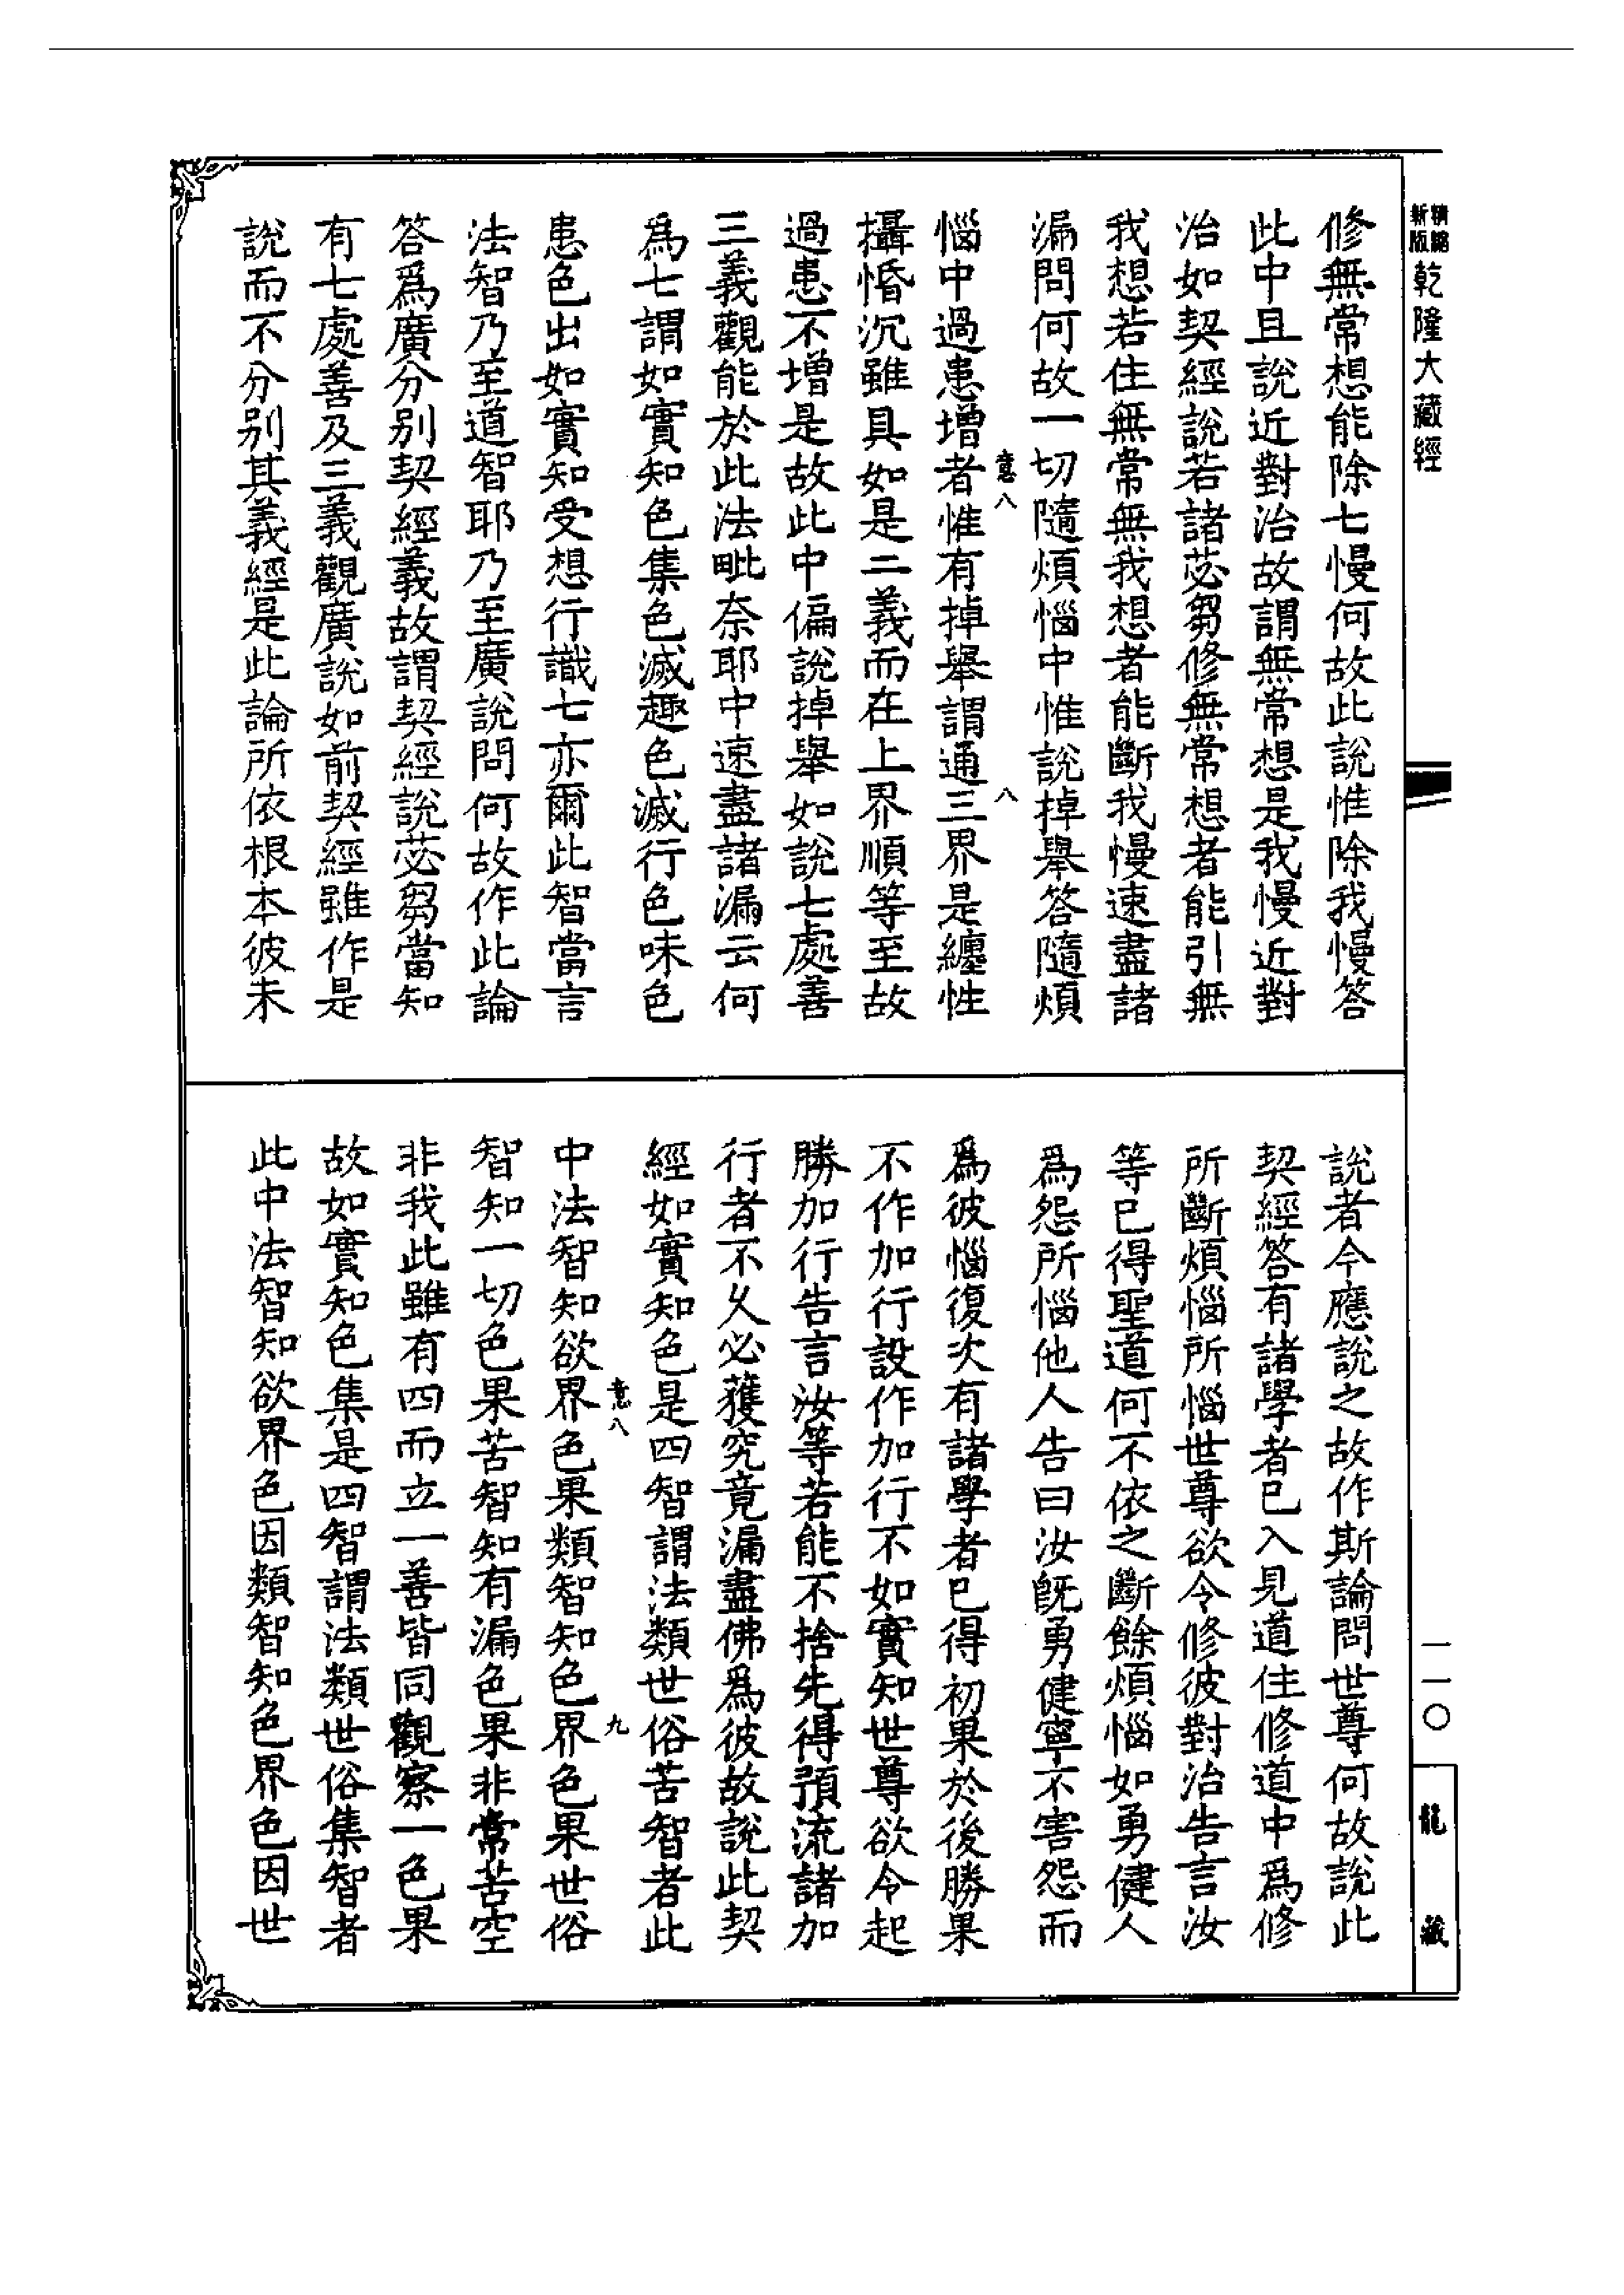 精縮
新版
乾隆大藏經
修無常想能除七慢何故此說惟除我慢答
此中且說近對治故謂無常想是我慢近對
治如契經說若諸苾芻修無常想者能引無
我想若住無常無我想者能斷我慢速盡諸
漏問何故一切隨煩惱中惟說掉舉答隨煩
意八 八
惱中過患增者惟有掉舉謂通三界是纏性
攝惛沉雖具如是二義而在上界順等至故
過患不增是故此中偏說掉舉如說七處善
三義觀能於此法毗奈耶中速盡諸漏云何
為七謂如實知色集色滅趣色滅行色味色
患色出如實知受想行識七亦爾此智當言
法智乃至道智耶乃至廣說問何故作此論
答爲廣分别契經義故謂契經說苾芻當知
有七處善及三義觀廣說如前契經雖作是
說而不分别其義經是此論所依根本彼未
說者今應說之故作斯論問世尊何故說此
契經答有諸學者已入見道住修道中爲修
所斷煩惱所惱世尊欲令修彼對治告言汝
等已得聖道何不依之斷餘煩惱如勇健人
爲怨所惱他人告曰汝既勇健寧不害怨而
爲彼惱復次有諸學者已得初果於後勝果
不作加行設作加行不如實知世尊欲令起
勝加行告言汝等若能不捨先得預流諸加
行者不久必獲究竟漏盡佛爲彼故說此契
經如實知色是四智謂法類世俗苦智者此
意八 九
中法智知欲界色果類智知色界色果世俗
智知一切色果苦智知有漏色果非常苦空
非我此雖有四而立一善皆同觀察一色果
故如實知色集是四智謂法類世俗集智者
此中法智知欲界色因類智知色界色因世
一一〇
龍藏